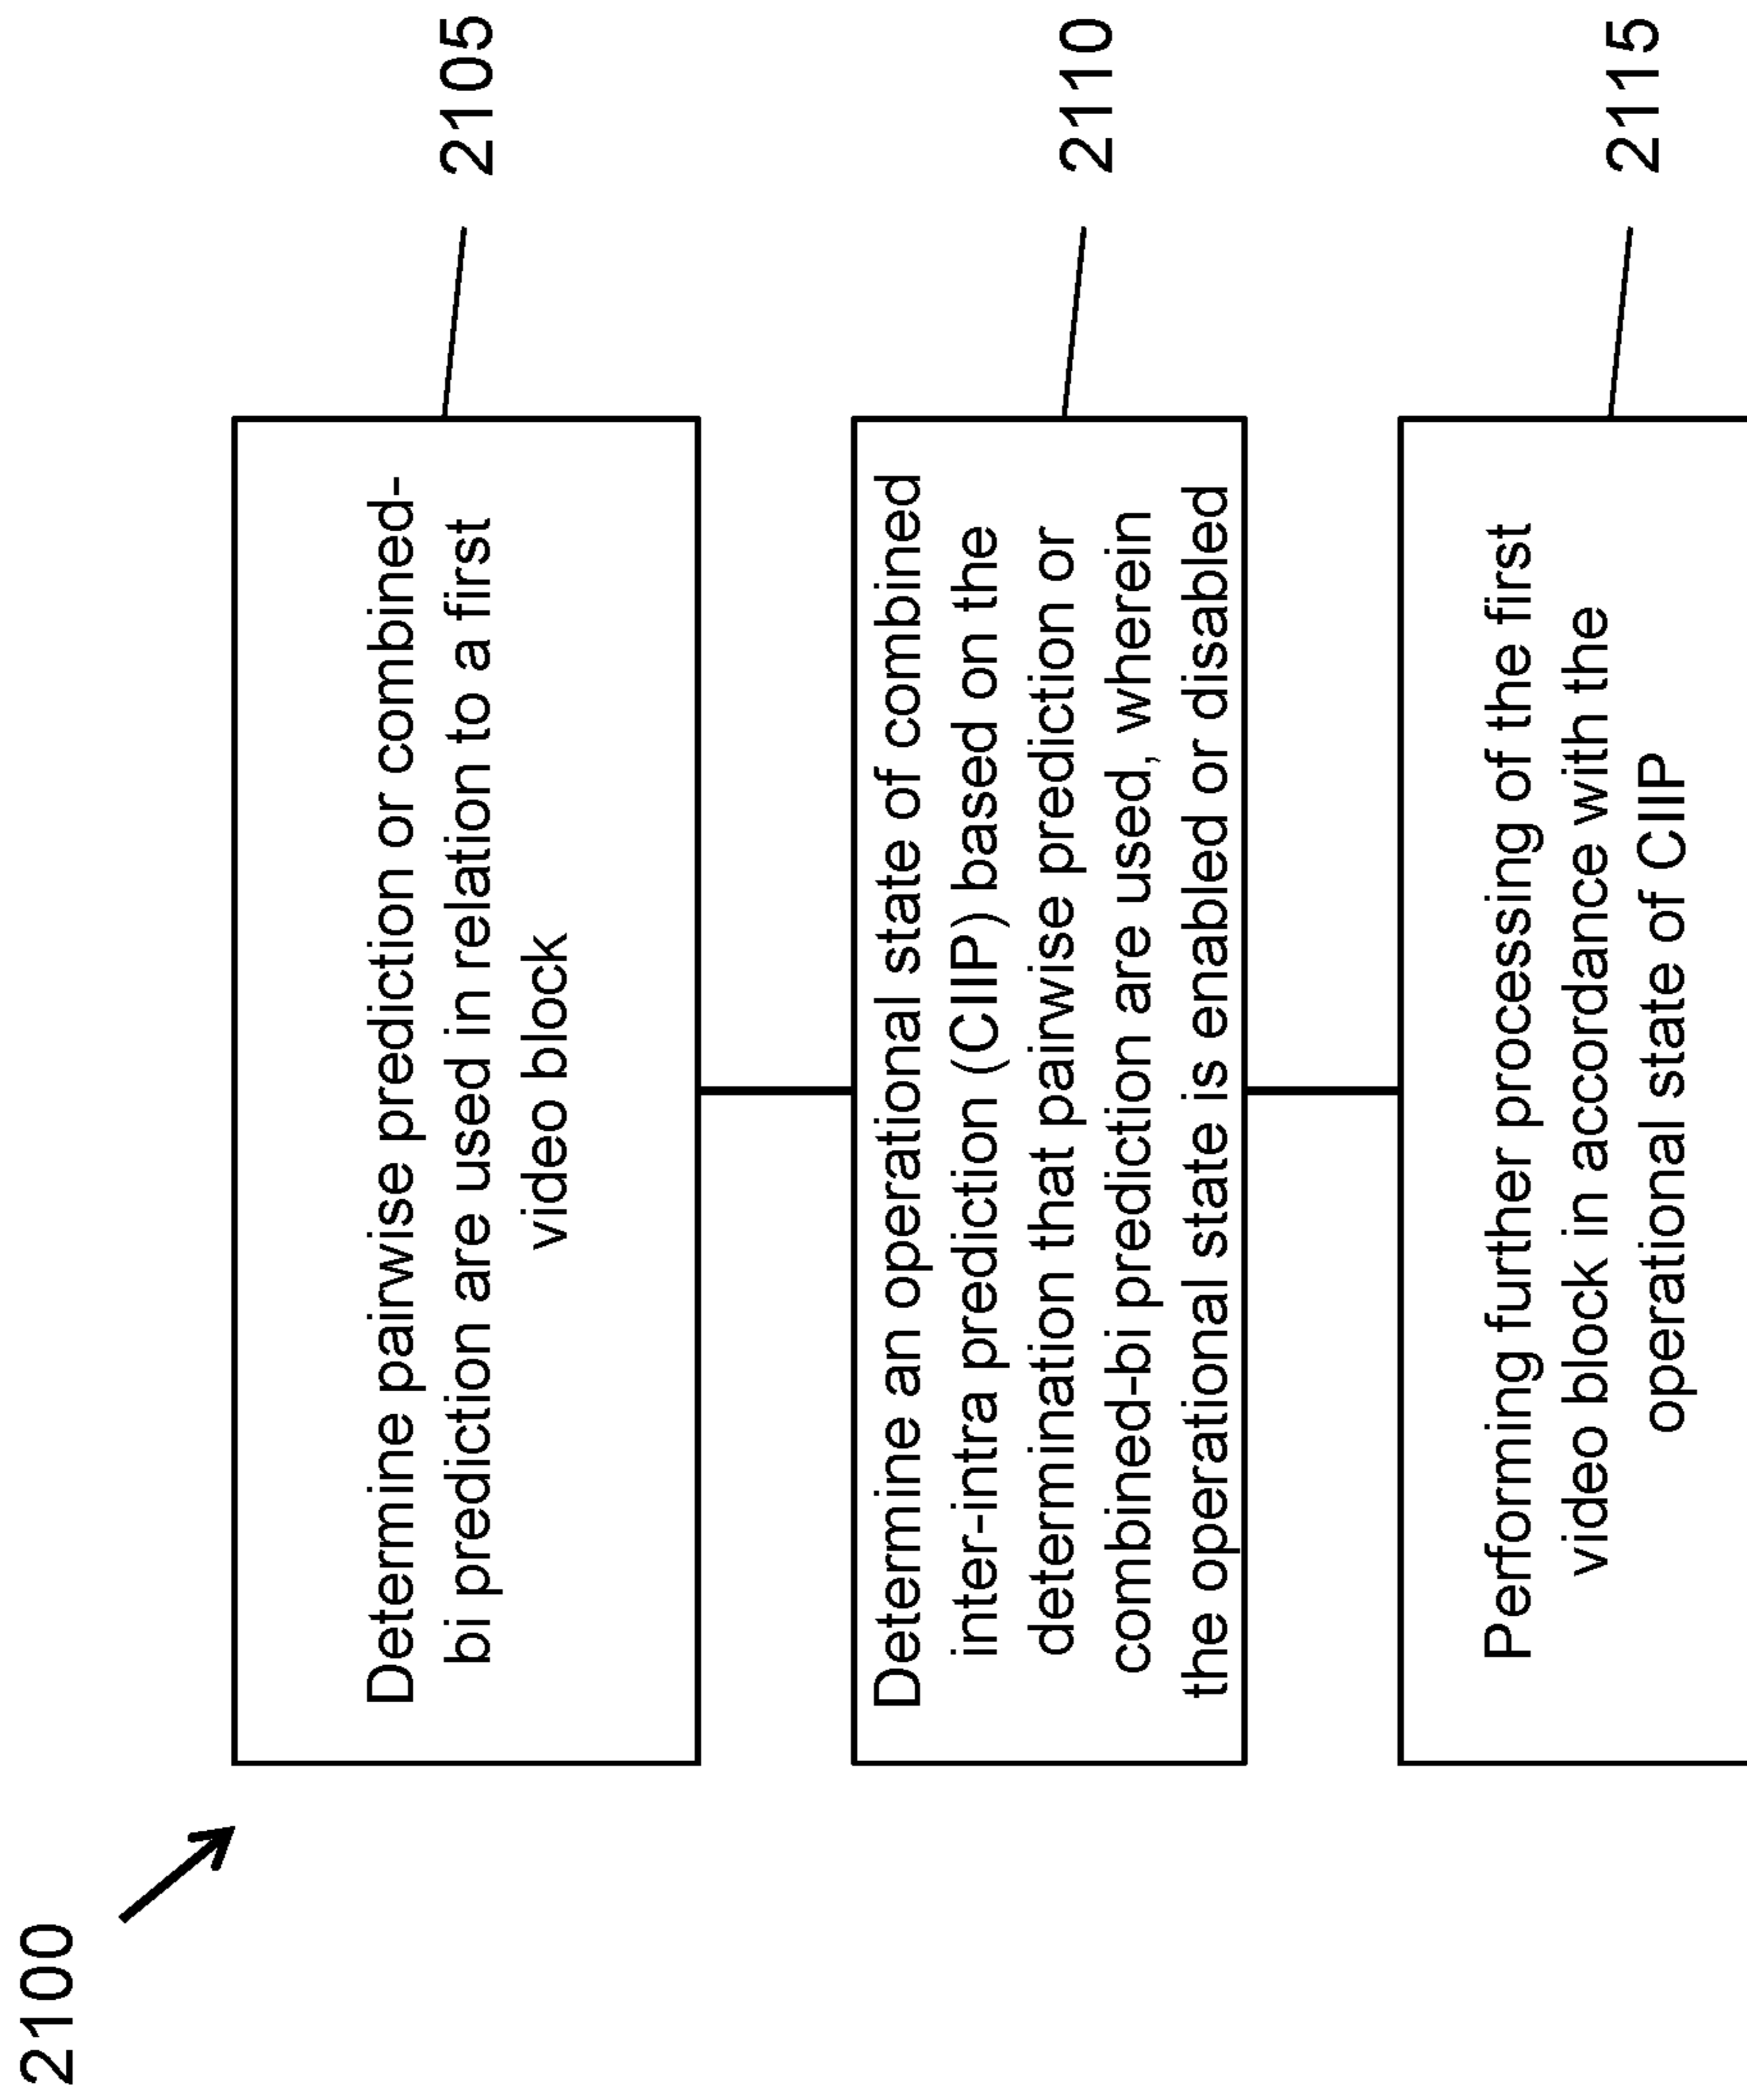 2100
Determine pairwise prediction or combined-
bi prediction are used in relation to a first
video block
2105
Determine an operational state of combined
inter-intra prediction (CIIP) based on the
determination that pairwise prediction or
combined-bi prediction are used, wherein
the operational state is enabled or disabled
2110
Performing further processing of the first
video block in accordance with the
operational state of CIIP
2115